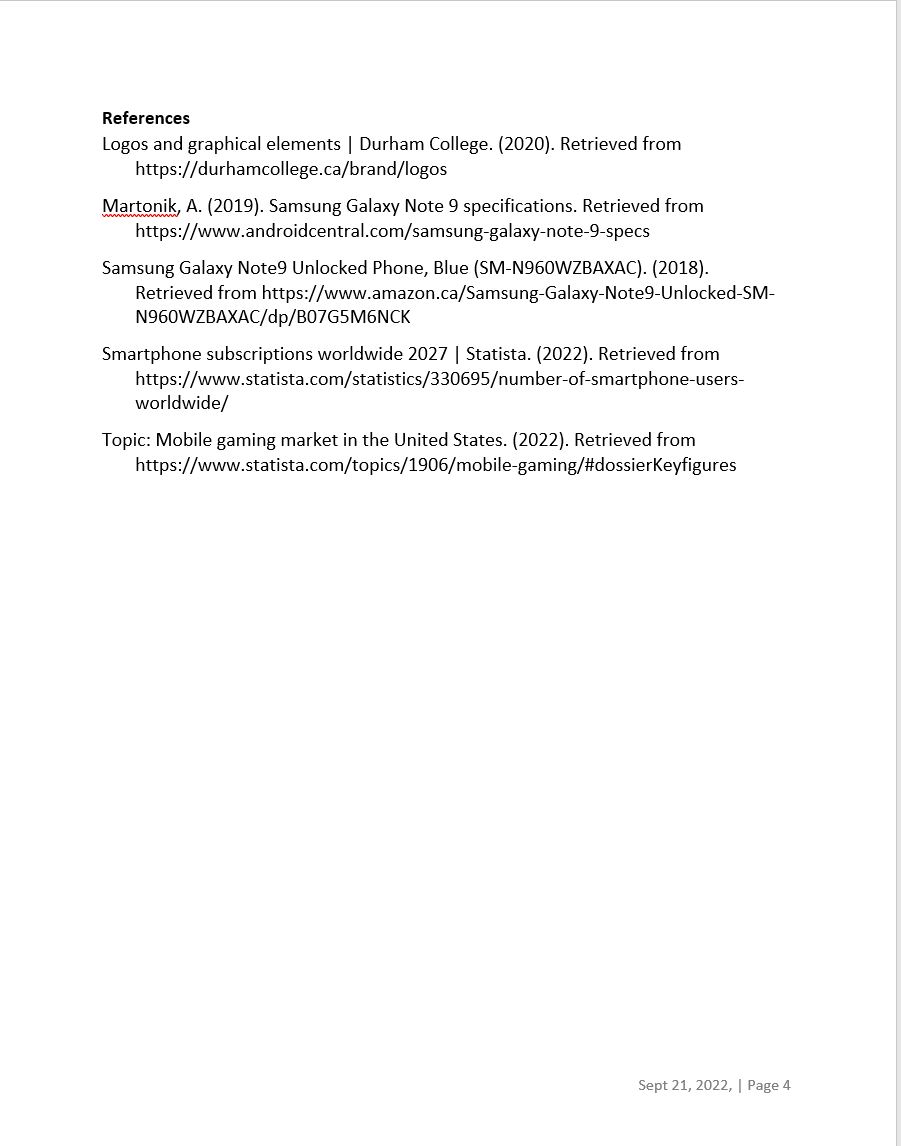 References
Logos and graphical elements | Durham College. (2020). Retrieved from
https://durhamcollege.ca/brand/logos
Martonik, A. (2019). Samsung Galaxy Note 9 specifications. Retrieved from
https://www.androidcentral.com/samsung-galaxy-note-9-specs
Samsung Galaxy Note9 Unlocked Phone, Blue (SM-N960WZBAXAC). (2018).
Retrieved from https://www.amazon.ca/Samsung-Galaxy-Note9-Unlocked-SM-
N960WZBAXAC/dp/B07G5M6NCK
Smartphone subscriptions worldwide 2027 | Statista. (2022). Retrieved from
https://www.statista.com/statistics/330695/number-of-smartphone-users-
worldwide/
Topic: Mobile gaming market in the United States. (2022). Retrieved from
https://www.statista.com/topics/1906/mobile-gaming/#dossierKeyfigures
Sept 21, 2022, | Page 4